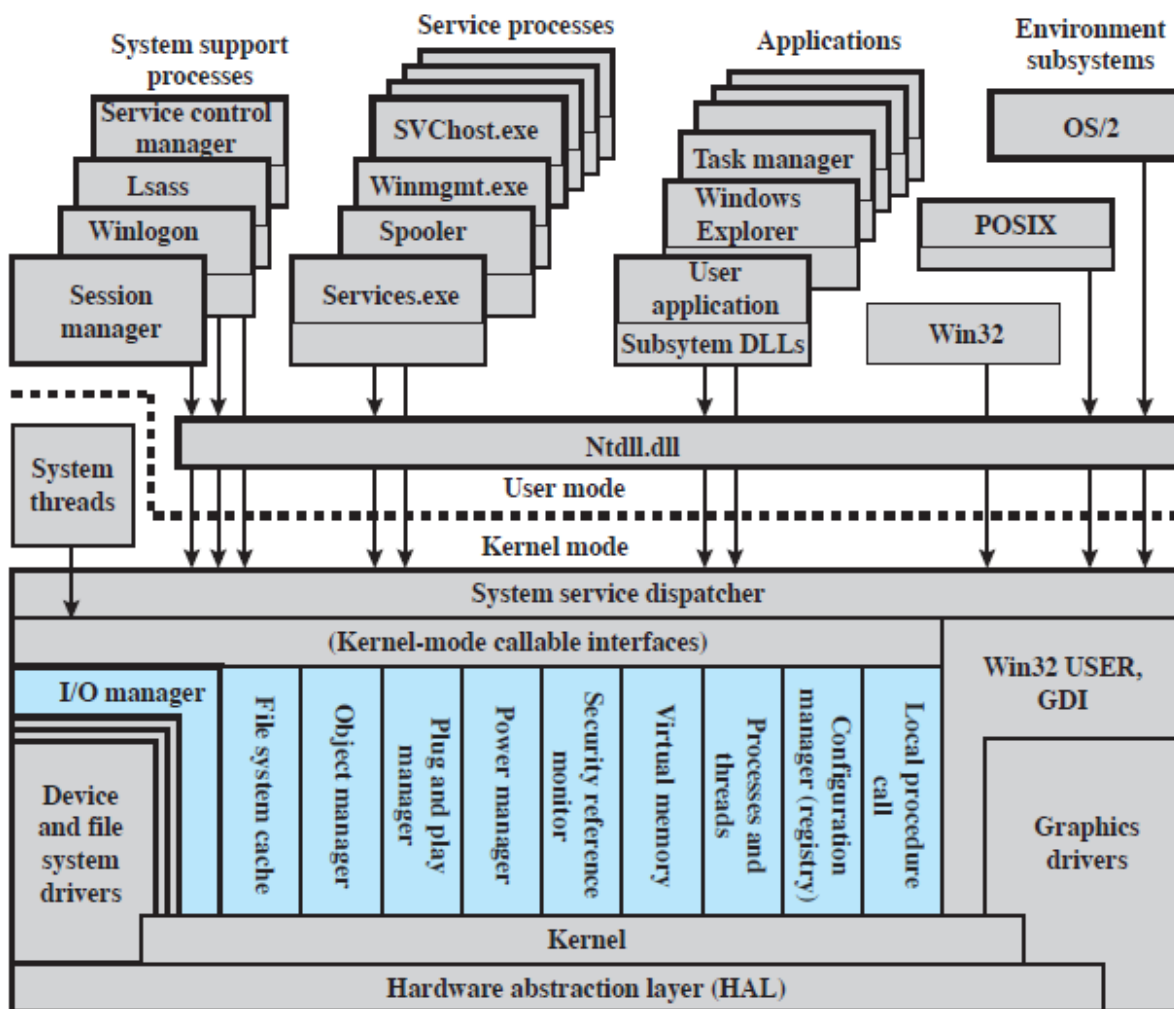 System support
processes
Service processes
Applications
Environment
subsystems
Service control
manager
Lsass
Winlogon
Session
manager
SVChost.exe
Winmgmt.exe
Spooler
Services.exe
Task manager
Windows
Explorer
User
application
Subsytem DLLs
OS/2
POSIX
Win32
System
threads
Ntdll.dll
User mode
Kernel mode
System service dispatcher
(Kernel-mode callable interfaces)
Win32 USER,
GDI
I/O manager
Device
and file
system
drivers
File system cache
Object manager
Plug and play
manager
Power manager
Security reference
monitor
Virtual memory
Processes and
threads
Configuration
manager (registry)
Local procedure
call
Graphics
drivers
Kernel
Hardware abstraction layer (HAL)